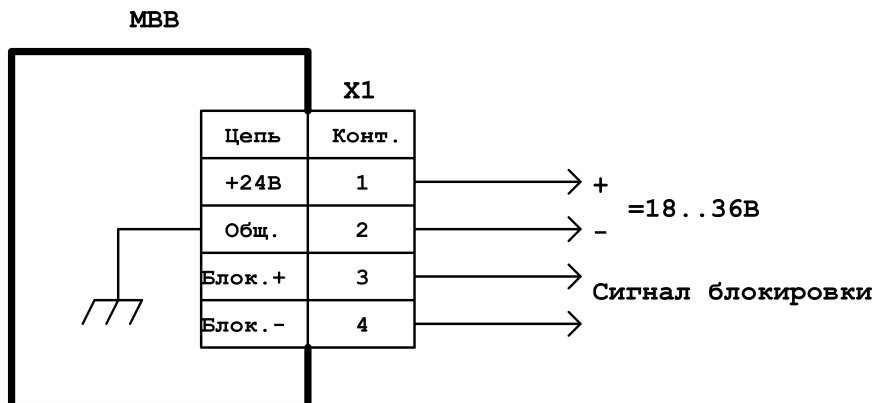 МВВ
X1
Цепь Конт.
+24В 1 +
=18..36В
Общ. 2 -
Блок.+ 3
Сигнал блокировки
Блок.- 4